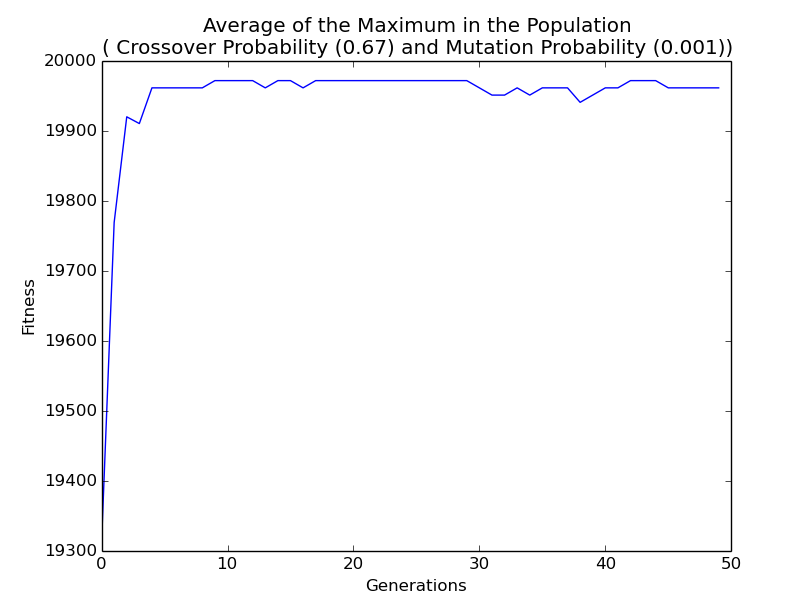 Average of the Maximum in the Population
( Crossover Probability (0.67) and Mutation Probability (0.001))
20000
19900
19800
19700
19600
19500
19400
19300
Fitness
0 10 20 30 40 50
Generations